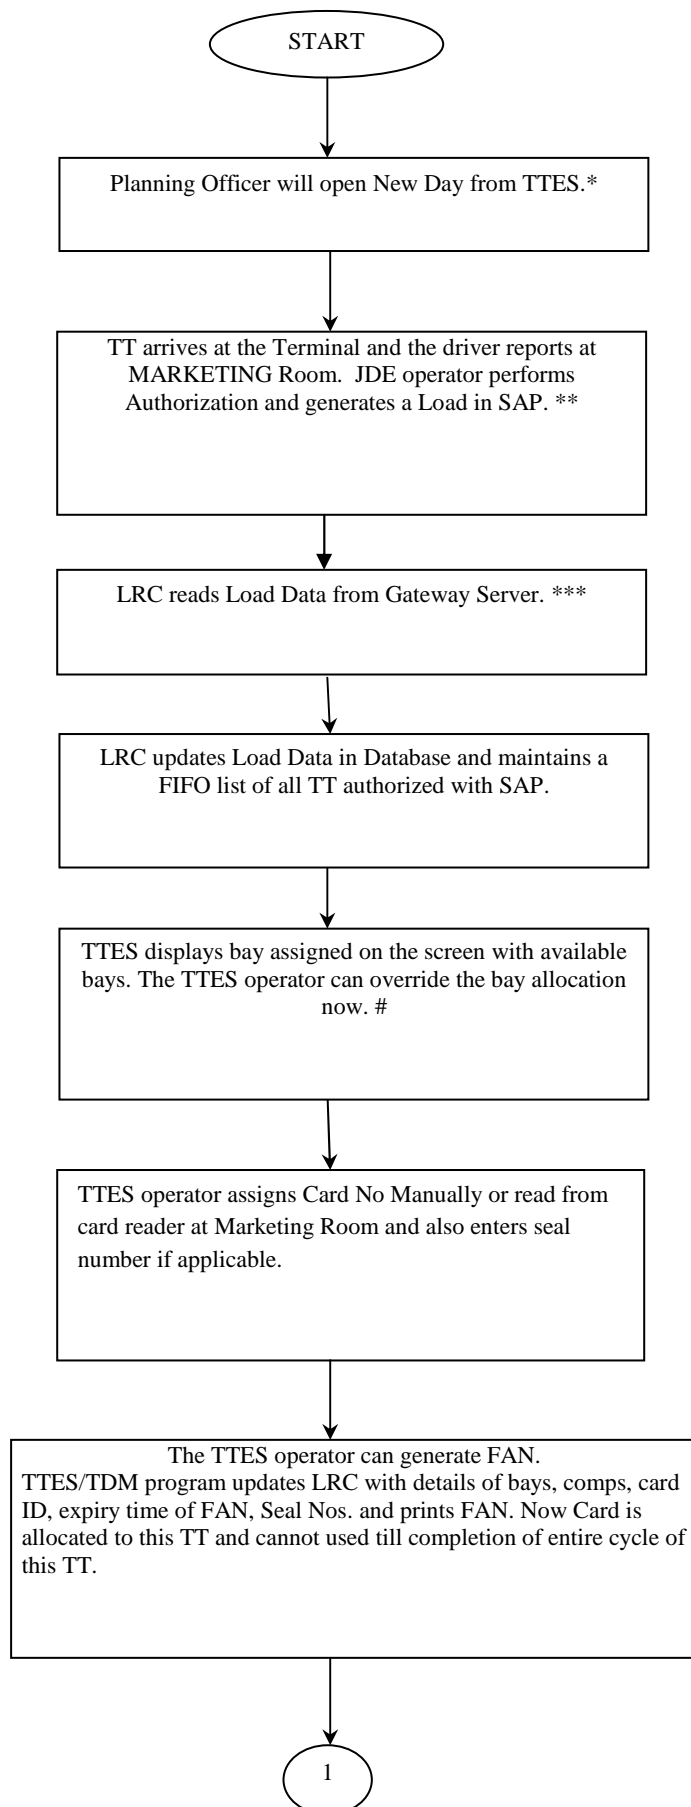 START
Planning Officer will open New Day from TTES.*
TT arrives at the Terminal and the driver reports at
MARKETING Room.  JDE operator performs
Authorization and generates a Load in SAP. **
LRC reads Load Data from Gateway Server. ***
LRC updates Load Data in Database and maintains a
FIFO list of all TT authorized with SAP.
TTES displays bay assigned on the screen with available
bays. The TTES operator can override the bay allocation
now. #
TTES operator assigns Card No Manually or read from
card reader at Marketing Room and also enters seal
number if applicable.
The TTES operator can generate FAN.
TTES/TDM program updates LRC with details of bays, comps, card
ID, expiry time of FAN, Seal Nos. and prints FAN. Now Card is
allocated to this TT and cannot used till completion of entire cycle of
this TT.
1